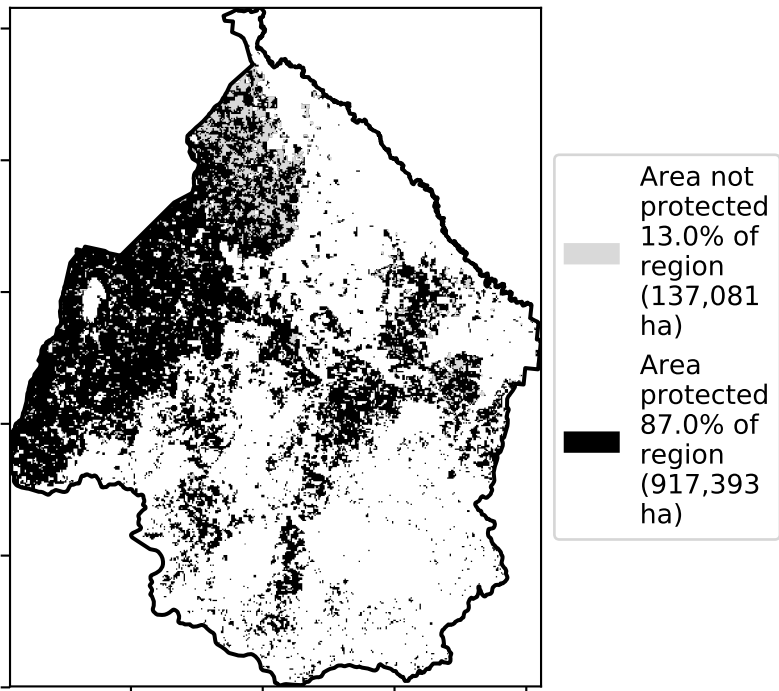 Area not
protected
13.0% of
region
(137,081
ha)
Area
protected
87.0% of
region
(917,393
ha)